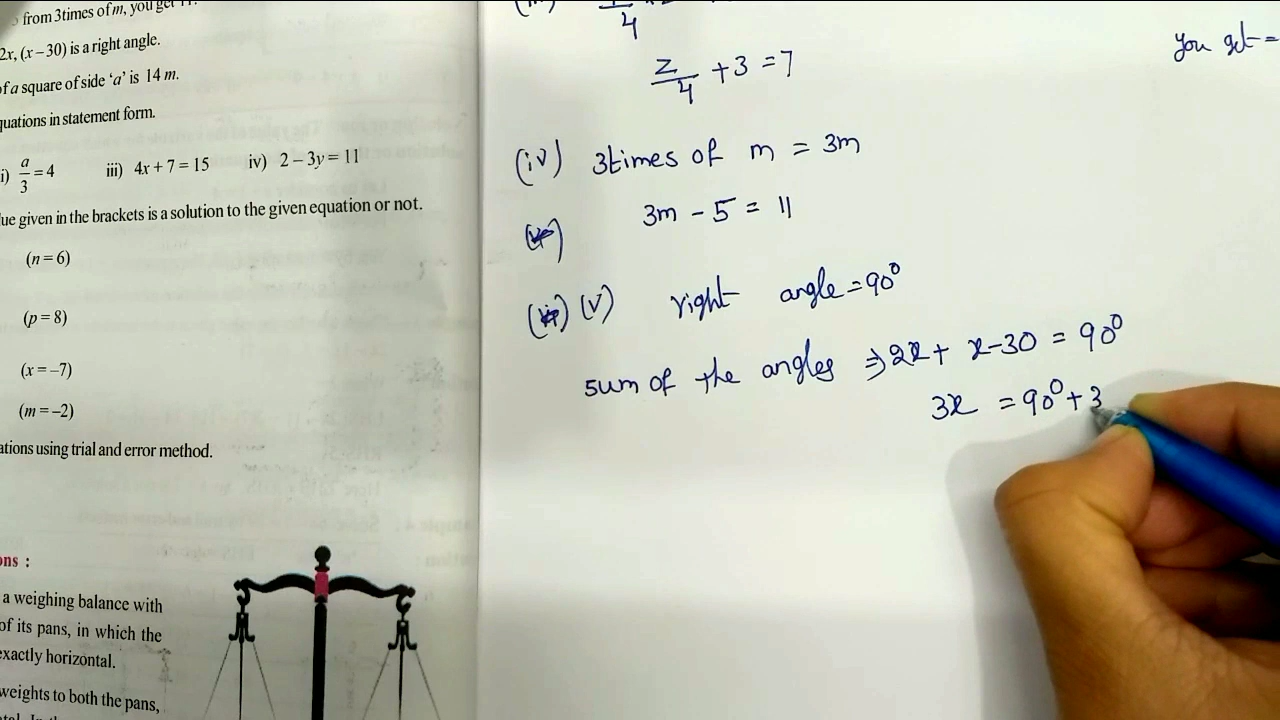 from 3times of m, you get 11.
2x, (x – 30) is a right angle.
of a square of side ‘a’ is 14 m.
quations in statement form.
i) a/3 = 4 iii) 4x + 7 = 15 iv) 2 – 3y = 11
ue given in the brackets is a solution to the given equation or not.
(n = 6)
(p = 8)
(x = –7)
(m = –2)
ations using trial and error method.
ons :
a weighing balance with
of its pans, in which the
exactly horizontal.
weights to both the pans,
4
You get =
z/4 + 3 = 7
(iv) 3times of m = 3m
3m - 5 = 11
(v) right angle = 90°
sum of the angles ⇒ 2x + x-30 = 90°
3x = 90° + 3